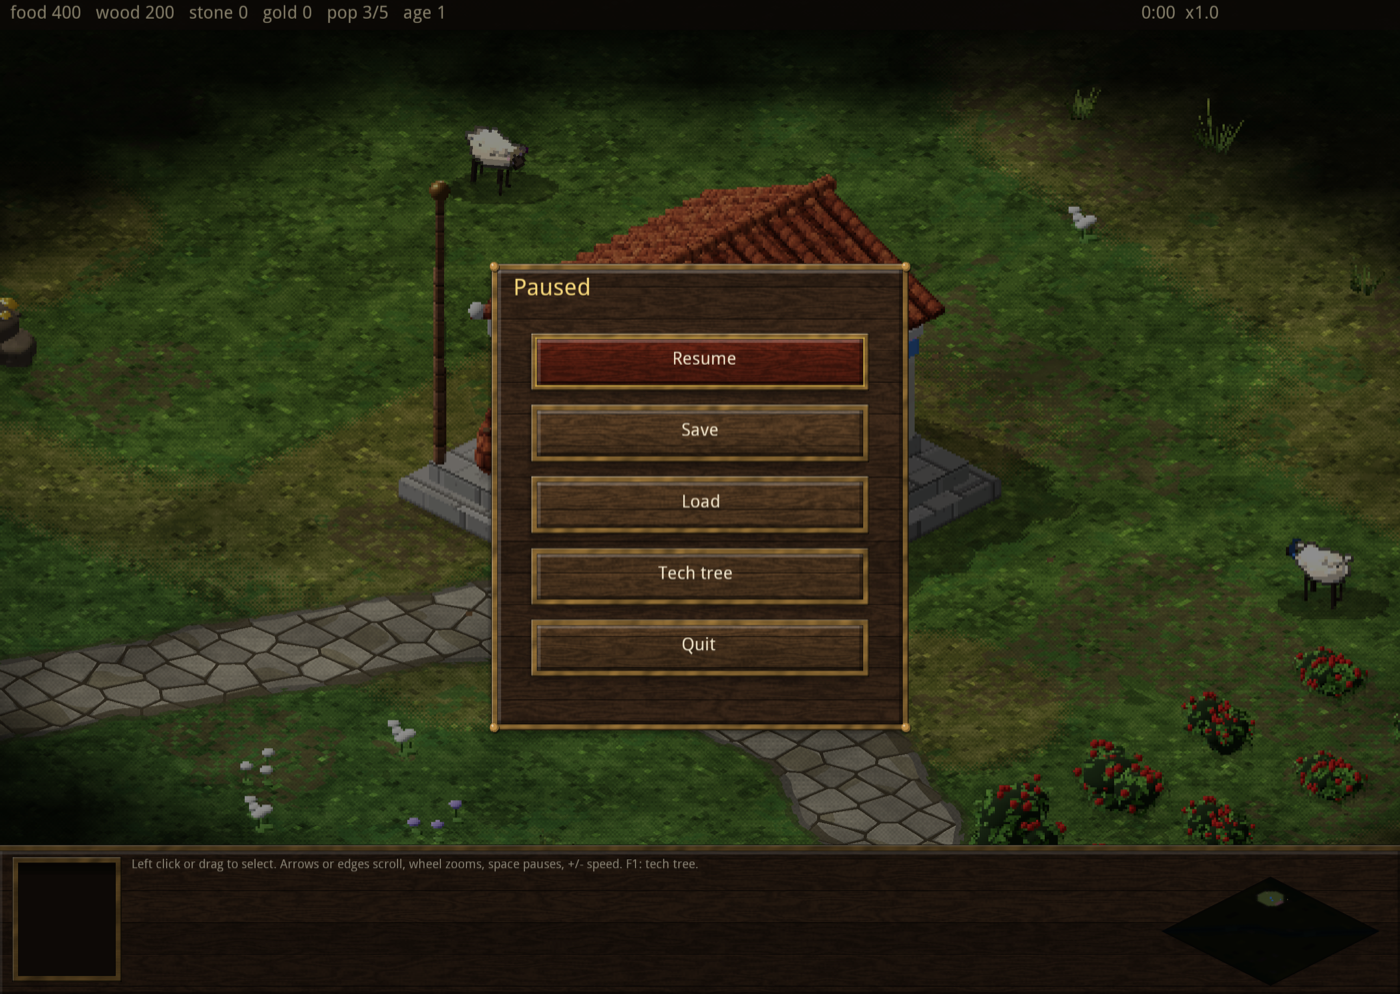 food 400 wood 200 stone 0 gold 0 pop 3/5 age 1 0:00 x1.0
Paused
Resume
Save
Load
Tech tree
Quit
Left click or drag to select. Arrows or edges scroll, wheel zooms, space pauses, +/- speed. F1: tech tree.